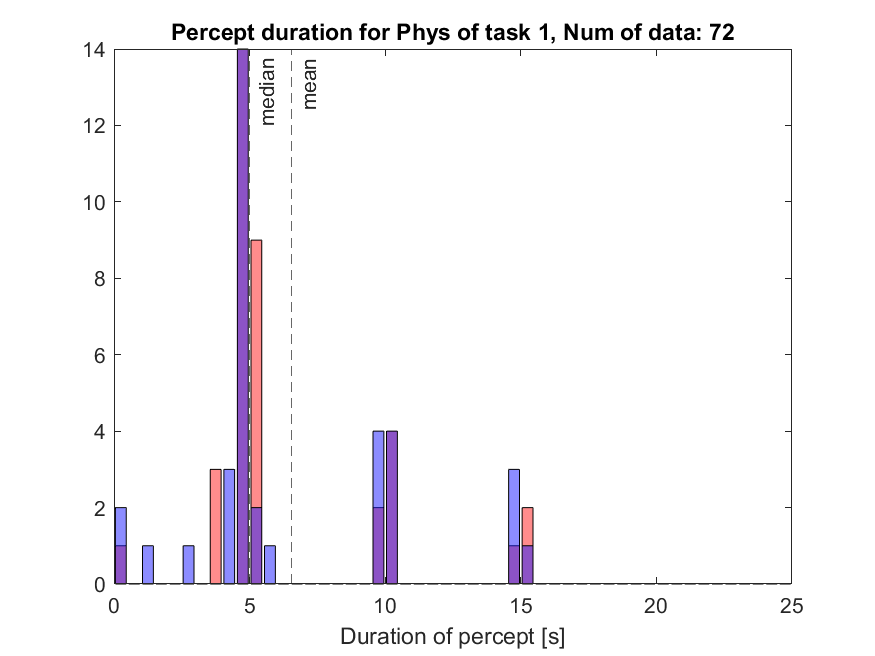 Percept duration for Phys of task 1, Num of data: 72
14
12
10
8
6
4
2
0
median
mean
0 5 10 15 20 25
Duration of percept [s]